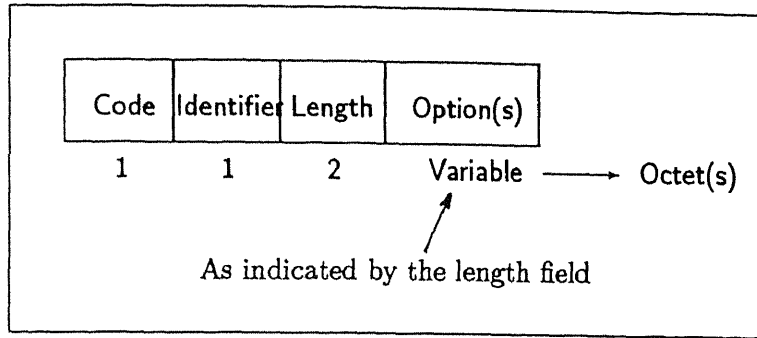 Code Identifier Length Option(s)
1 1 2 Variable Octet(s)
As indicated by the length field